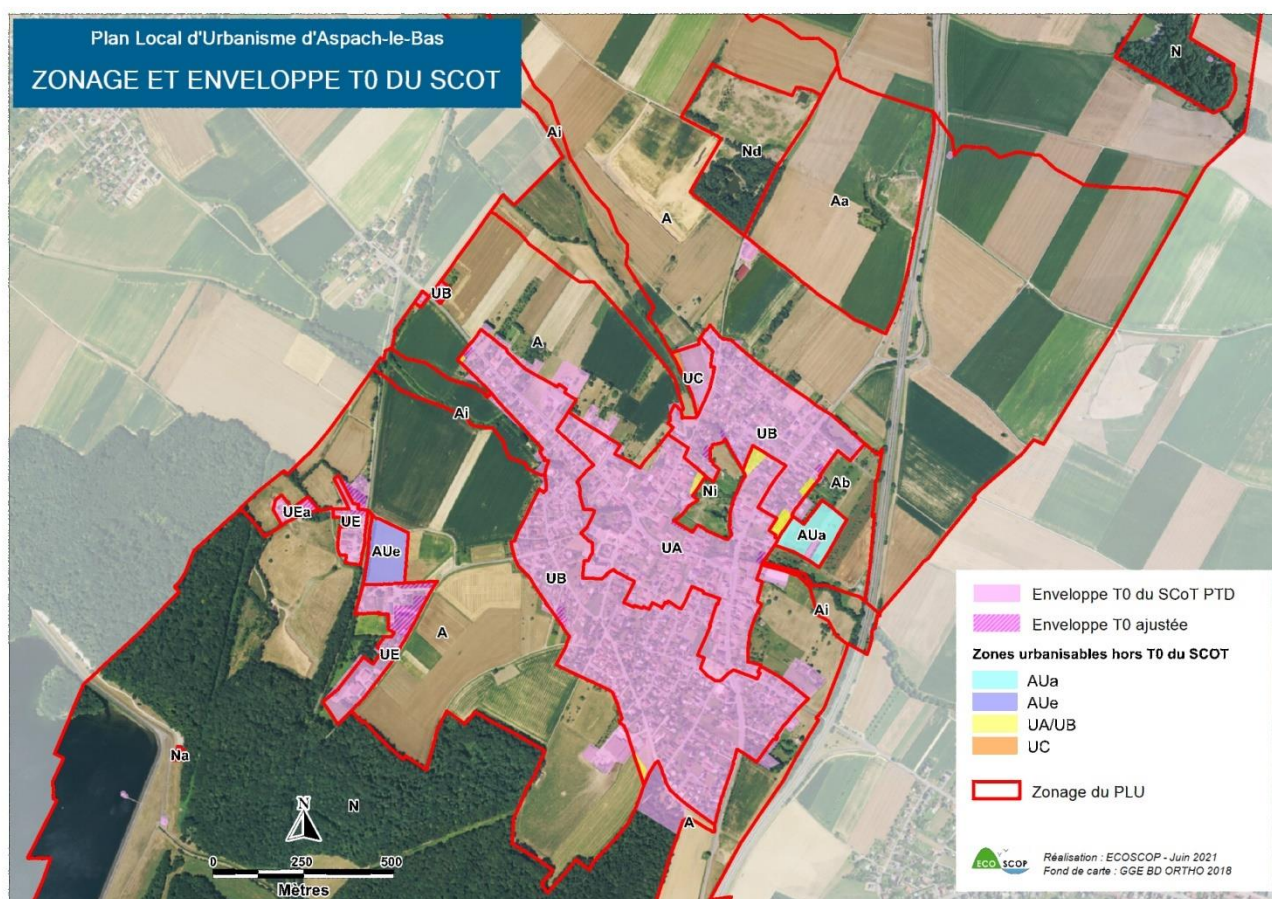 Plan Local d'Urbanisme d'Aspach-le-Bas
ZONAGE ET ENVELOPPE T0 DU SCOT
N
Ai
Nd
A
Aa
UB
A
UC
Ai
UB
Ab
Ni
UEa
UE
AUe
AUa
UA
UB
Ai
A
UE
Na
N
N
A
0 250 500
Mètres
Enveloppe T0 du SCoT PTD
Enveloppe T0 ajustée
Zones urbanisables hors T0 du SCOT
AUa
AUe
UA/UB
UC
Zonage du PLU
ECO SCOP
Réalisation : ECOSCOP - Juin 2021
Fond de carte : GGE BD ORTHO 2018